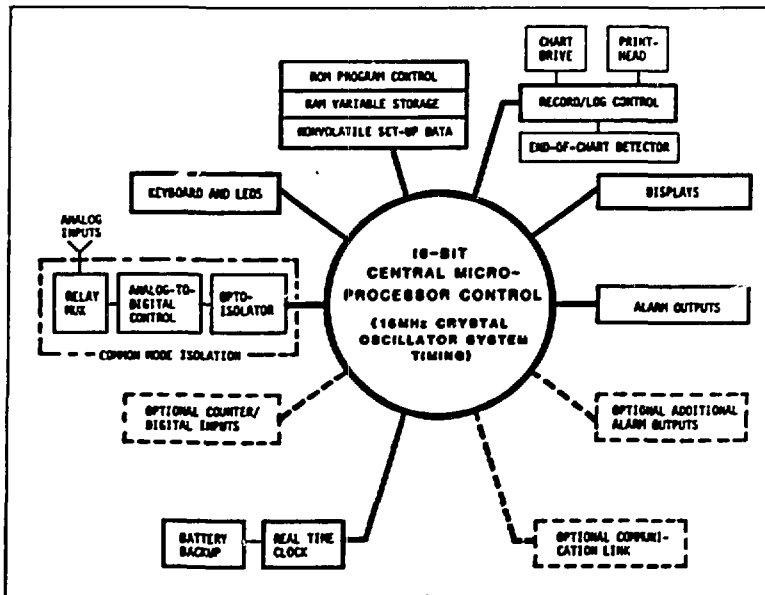 CHART
DRIVE
PRINT-
HEAD
ROM PROGRAM CONTROL
RAM VARIABLE STORAGE
NONVOLATILE SET-UP DATA
RECORD/LOG CONTROL
END-OF-CHART DETECTOR
KEYBOARD AND LEDS
DISPLAYS
ANALOG
INPUTS
RELAY
MUX
ANALOG-TO-
DIGITAL
CONTROL
OPTO-
ISOLATOR
COMMON MODE ISOLATION
16-BIT
CENTRAL MICRO-
PROCESSOR CONTROL
(16MHz CRYSTAL
OSCILLATOR SYSTEM
TIMING)
ALARM OUTPUTS
OPTIONAL COUNTER/
DIGITAL INPUTS
OPTIONAL ADDITIONAL
ALARM OUTPUTS
BATTERY
BACKUP
REAL TIME
CLOCK
OPTIONAL COMMUNI-
CATION LINK